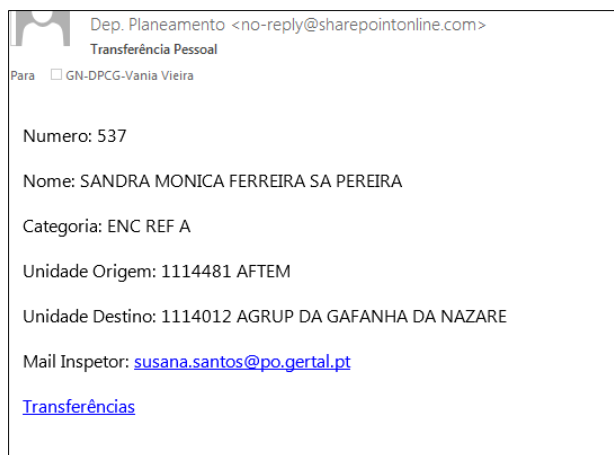 Dep. Planeamento <no-reply@sharepointonline.com>
Transferência Pessoal
Para GN-DPCG-Vania Vieira
Numero: 537
Nome: SANDRA MONICA FERREIRA SA PEREIRA
Categoria: ENC REF A
Unidade Origem: 1114481 AFTEM
Unidade Destino: 1114012 AGRUP DA GAFANHA DA NAZARE
Mail Inspetor: susana.santos@po.gertal.pt
Transferências